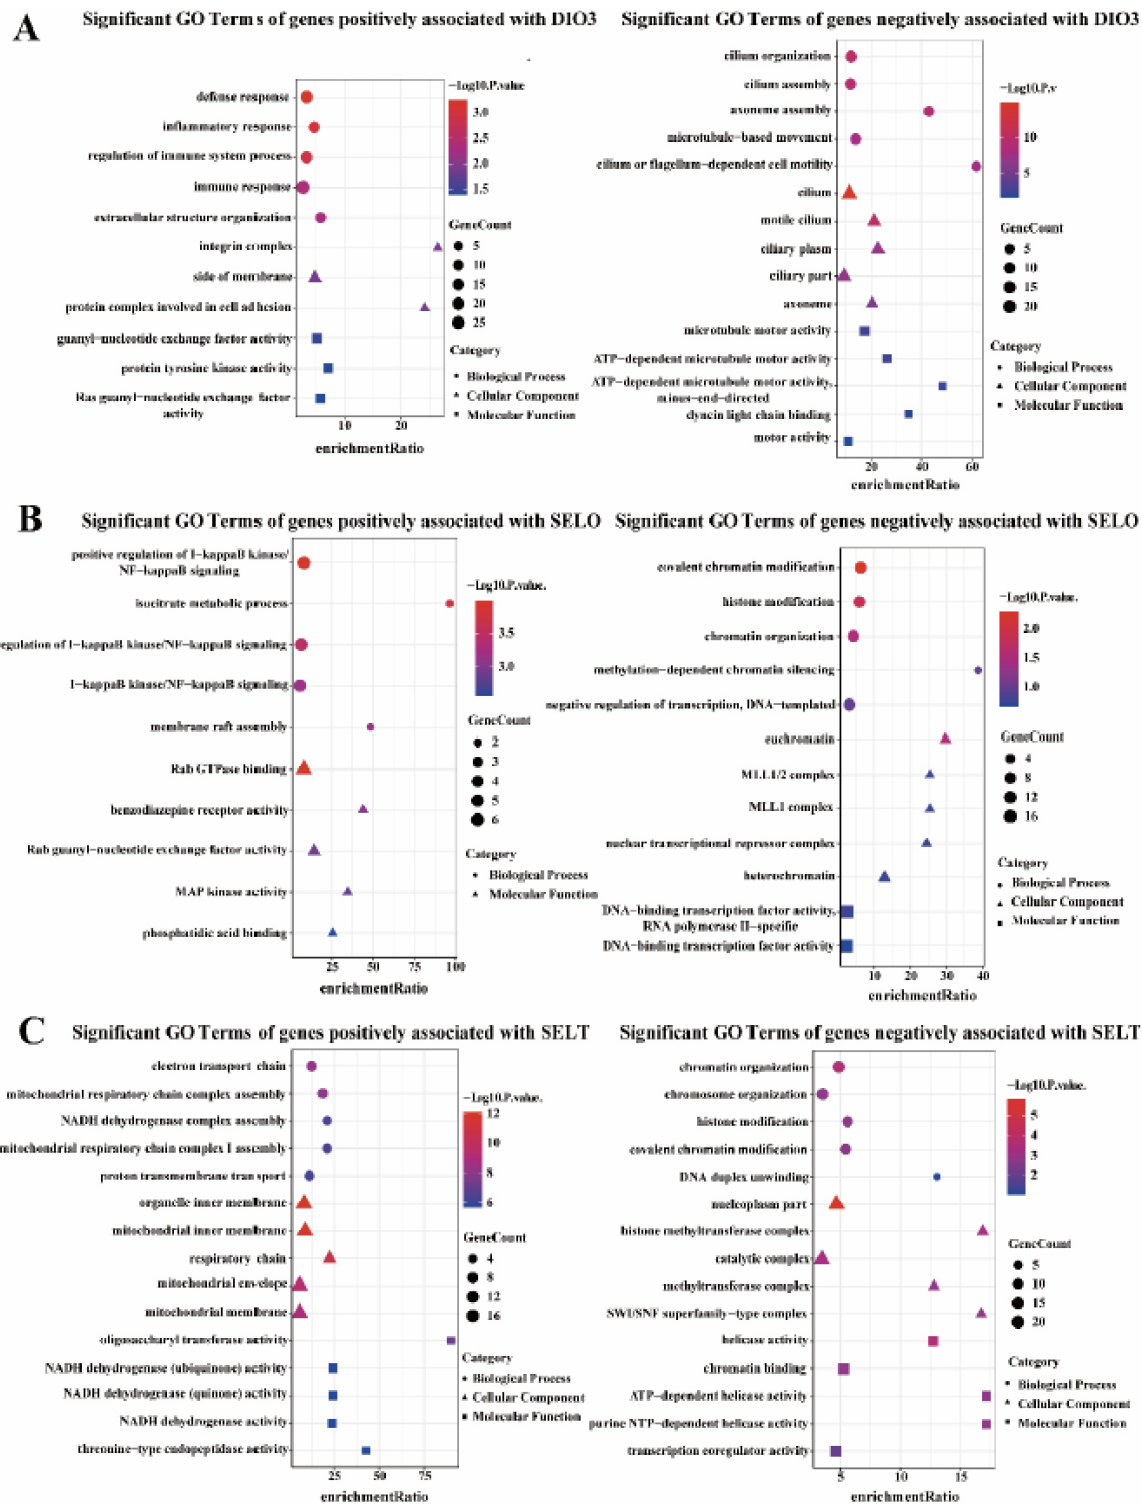 A
Significant GO Terms of genes positively associated with DIO3
defense response
inflammatory response
regulation of immune system process
immune response
extracellular structure organization
integrin complex
side of membrane
protein complex involved in cell adhesion
guanyl-nucleotide exchange factor activity
protein tyrosine kinase activity
Ras guanyl-nucleotide exchange factor
activity
10 20
enrichmentRatio
-Log10.P.value
3.0
2.5
2.0
1.5
GeneCount
5
10
15
20
25
Category
Biological Process
Cellular Component
Molecular Function
Significant GO Terms of genes negatively associated with DIO3
cilium organization
cilium assembly
axoneme assembly
microtubule-based movement
cilium or flagellum-dependent cell motility
cilium
motile cilium
ciliary plasm
ciliary part
axoneme
microtubule motor activity
ATP-dependent microtubule motor activity
ATP-dependent microtubule motor activity,
minus-end-directed
dynein light chain binding
motor activity
20 40 60
enrichmentRatio
-Log10.P.v
10
5
GeneCount
5
10
15
20
Category
Biological Process
Cellular Component
Molecular Function
B
Significant GO Terms of genes positively associated with SELO
positive regulation of I-kappaB kinase/
NF-kappaB signaling
isocitrate metabolic process
regulation of I-kappaB kinase/NF-kappaB signaling
I-kappaB kinase/NF-kappaB signaling
membrane raft assembly
Rab GTPase binding
benzodiazepine receptor activity
Rab guanyl-nucleotide exchange factor activity
MAP kinase activity
phosphatidic acid binding
25 50 75 100
enrichmentRatio
-Log10.P.value.
3.5
3.0
GeneCount
2
3
4
5
6
Category
Biological Process
Molecular Function
Significant GO Terms of genes negatively associated with SELO
covalent chromatin modification
histone modification
chromatin organization
methylation-dependent chromatin silencing
negative regulation of transcription, DNA-templated
euchromatin
MLL1/2 complex
MLL1 complex
nuclear transcriptional repressor complex
heterochromatin
DNA-binding transcription factor activity,
RNA polymerase II-specific
DNA-binding transcription factor activity
10 20 30 40
enrichmentRatio
-Log10.P.value.
2.0
1.5
1.0
GeneCount
4
8
12
16
Category
Biological Process
Cellular Component
Molecular Function
C
Significant GO Terms of genes positively associated with SELT
electron transport chain
mitochondrial respiratory chain complex assembly
NADH dehydrogenase complex assembly
mitochondrial respiratory chain complex I assembly
proton transmembrane transport
organelle inner membrane
mitochondrial inner membrane
respiratory chain
mitochondrial envelope
mitochondrial membrane
oligosaccharyl transferase activity
NADH dehydrogenase (ubiquinone) activity
NADH dehydrogenase (quinone) activity
NADH dehydrogenase activity
threonine-type endopeptidase activity
25 50 75
enrichmentRatio
-Log10.P.value.
12
10
8
6
GeneCount
4
8
12
16
Category
Biological Process
Cellular Component
Molecular Function
Significant GO Terms of genes negatively associated with SELT
chromatin organization
chromosome organization
histone modification
covalent chromatin modification
DNA duplex unwinding
nucleoplasm part
histone methyltransferase complex
catalytic complex
methyltransferase complex
SWI/SNF superfamily-type complex
helicase activity
chromatin binding
ATP-dependent helicase activity
purine NTP-dependent helicase activity
transcription coregulator activity
5 10 15
enrichmentRatio
-Log10.P.value.
5
4
3
2
GeneCount
5
10
15
20
Category
Biological Process
Cellular Component
Molecular Function